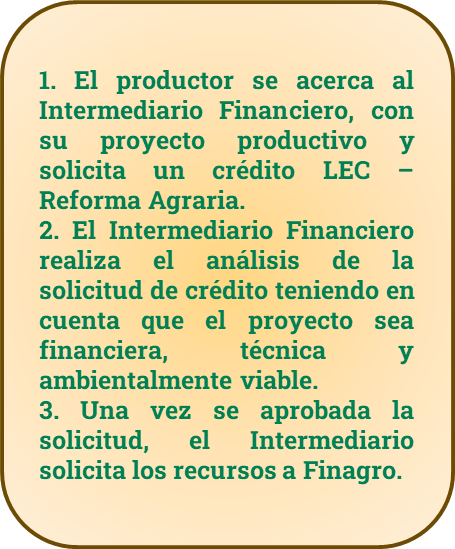 1. El productor se acerca al
Intermediario Financiero, con
su proyecto productivo y
solicita un crédito LEC –
Reforma Agraria.
2. El Intermediario Financiero
realiza el análisis de la
solicitud de crédito teniendo en
cuenta que el proyecto sea
financiera, técnica y
ambientalmente viable.
3. Una vez se aprobada la
solicitud, el Intermediario
solicita los recursos a Finagro.